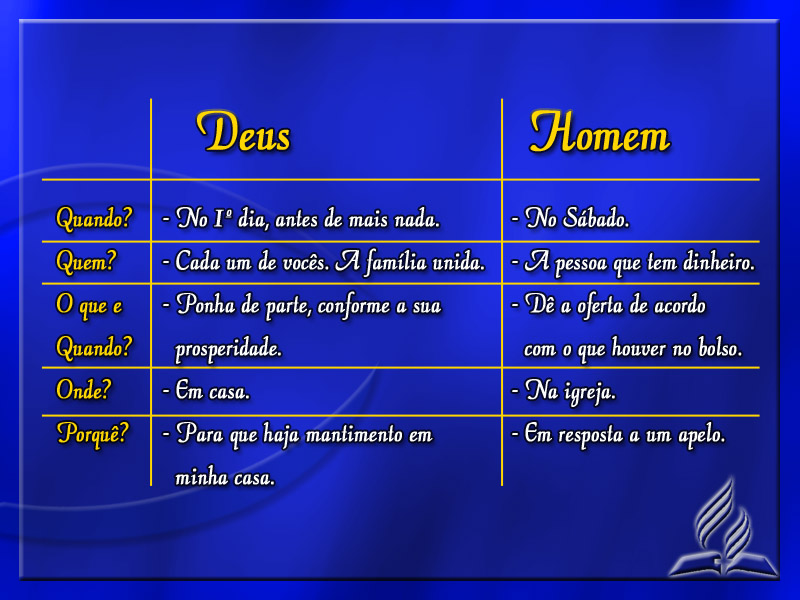 Deus Homem
Quando? - No 1º dia, antes de mais nada. - No Sábado.
Quem? - Cada um de vocês. A família unida. - A pessoa que tem dinheiro.
O que e - Ponha de parte, conforme a sua - Dê a oferta de acordo
Quando? prosperidade. com o que houver no bolso.
Onde? - Em casa. - Na igreja.
Porquê? - Para que haja mantimento em - Em resposta a um apelo.
minha casa.